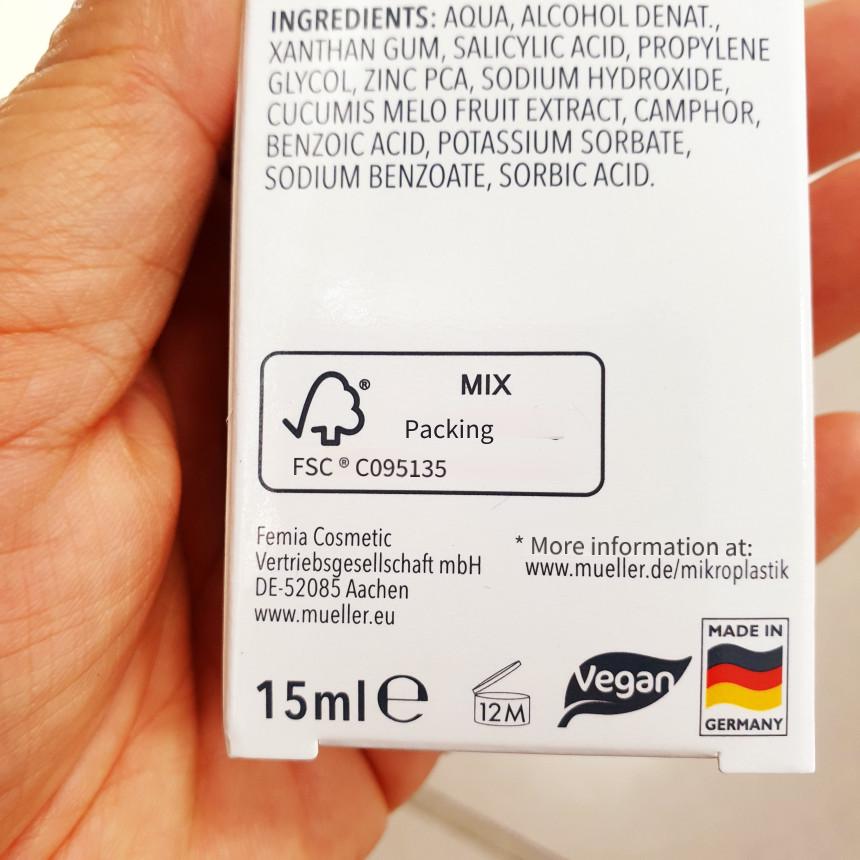 INGREDIENTS: AQUA, ALCOHOL DENAT.,
XANTHAN GUM, SALICYLIC ACID, PROPYLENE
GLYCOL, ZINC PCA, SODIUM HYDROXIDE,
CUCUMIS MELO FRUIT EXTRACT, CAMPHOR,
BENZOIC ACID, POTASSIUM SORBATE,
SODIUM BENZOATE, SORBIC ACID.
®
MIX
Packing
FSC ® C095135
Femia Cosmetic
Vertriebsgesellschaft mbH
DE-52085 Aachen
www.mueller.eu
* More information at:
www.mueller.de/mikroplastik
15ml ℮
12M
Vegan
MADE IN
GERMANY